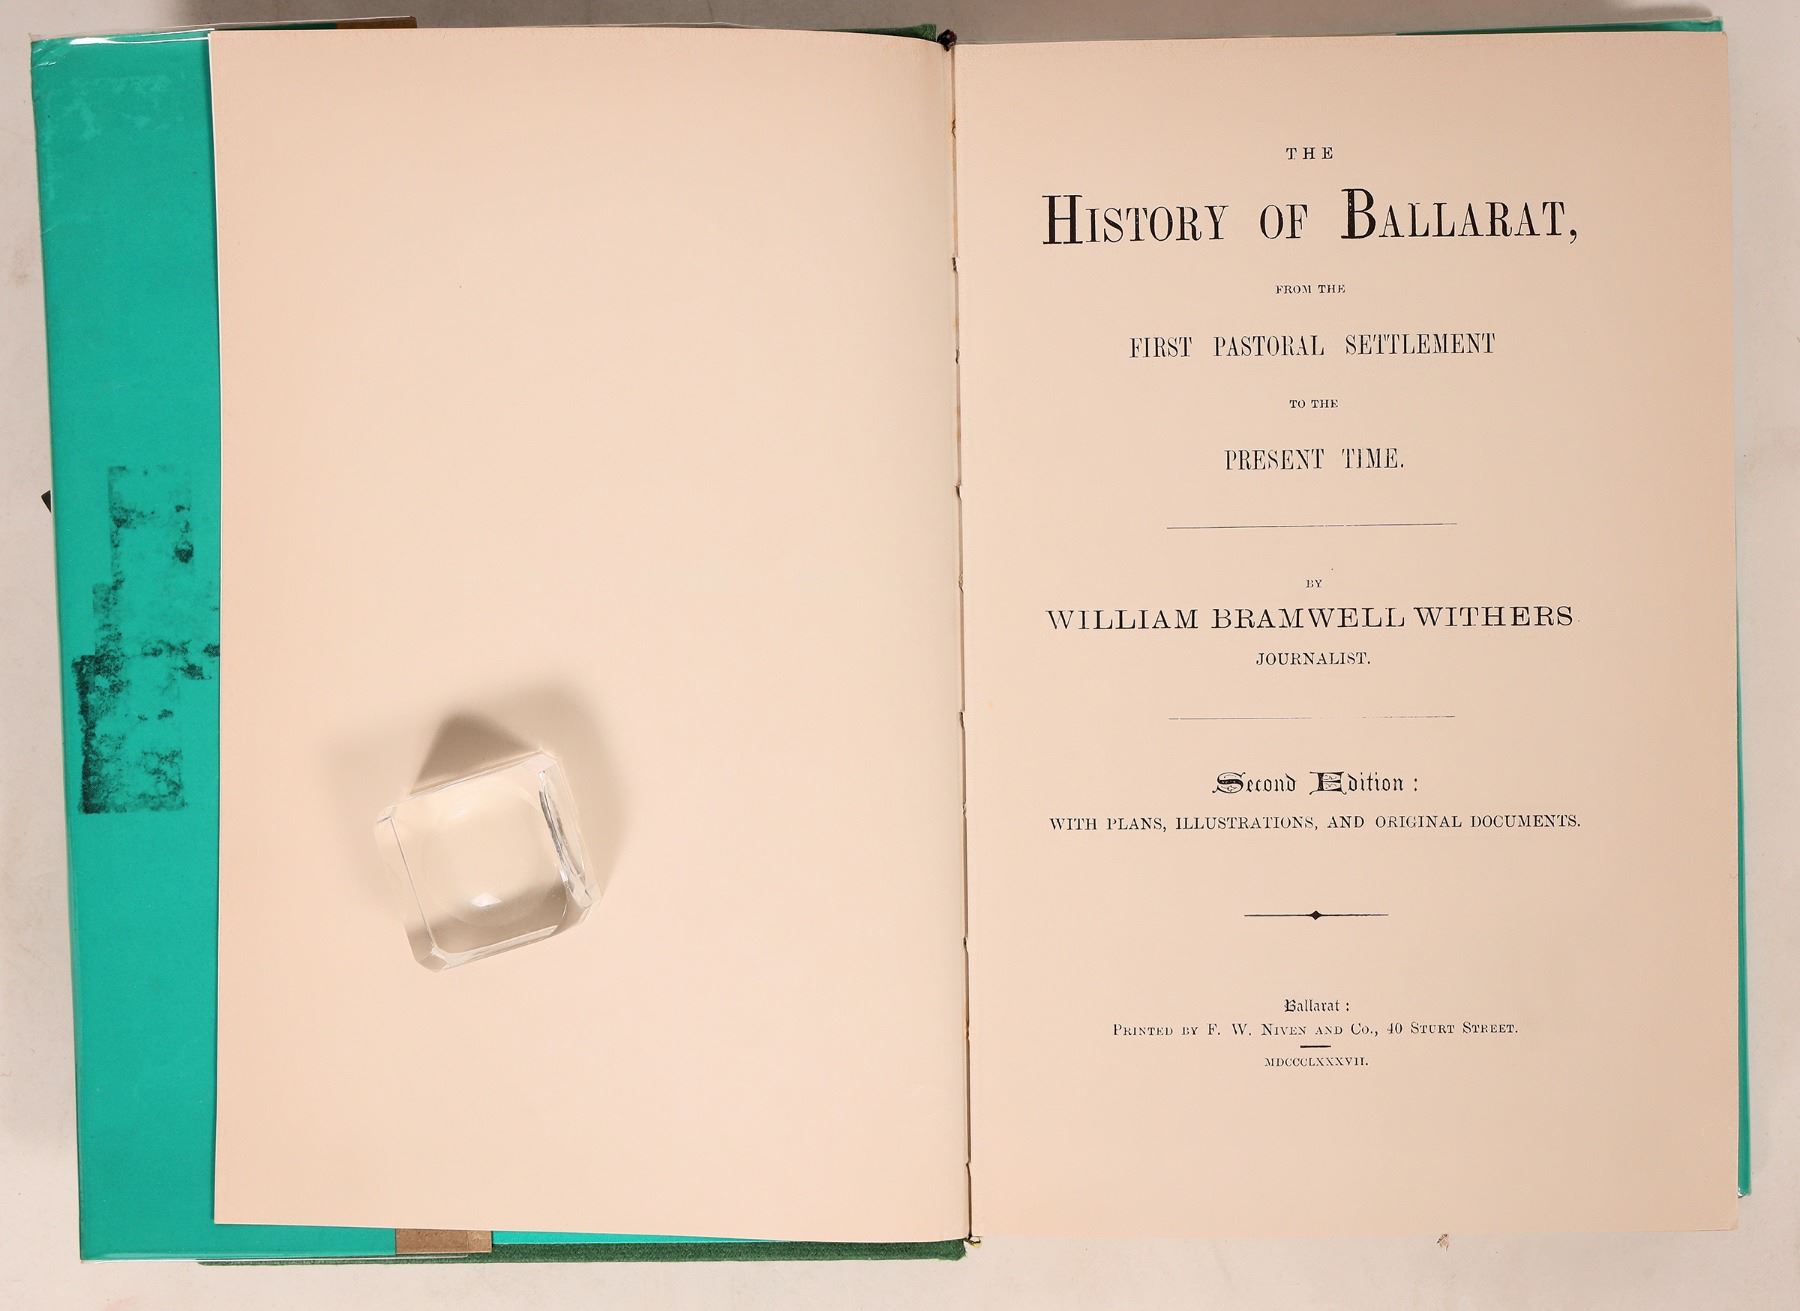 THE
HISTORY OF BALLARAT,
FROM THE
FIRST PASTORAL SETTLEMENT
TO THE
PRESENT TIME.
BY
WILLIAM BRAMWELL WITHERS
JOURNALIST.
Second Edition:
WITH PLANS, ILLUSTRATIONS, AND ORIGINAL DOCUMENTS.
Ballarat:
PRINTED BY F. W. NIVEN AND CO., 40 STURT STREET.
MDCCCLXXXVII.